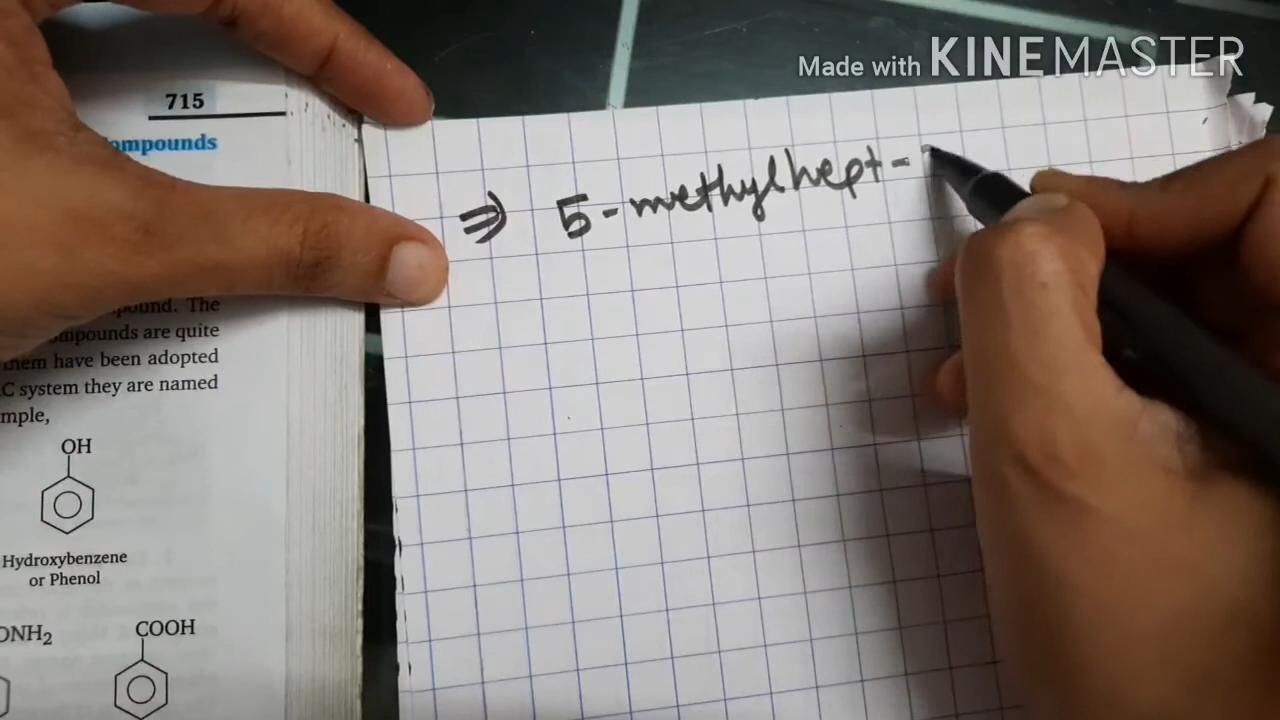 Made with KINEMASTER
715
ompounds
⇒ 5-methylhept-
pound. The
mpounds are quite
them have been adopted
C system they are named
mple,
OH
Hydroxybenzene
or Phenol
ONH₂
COOH